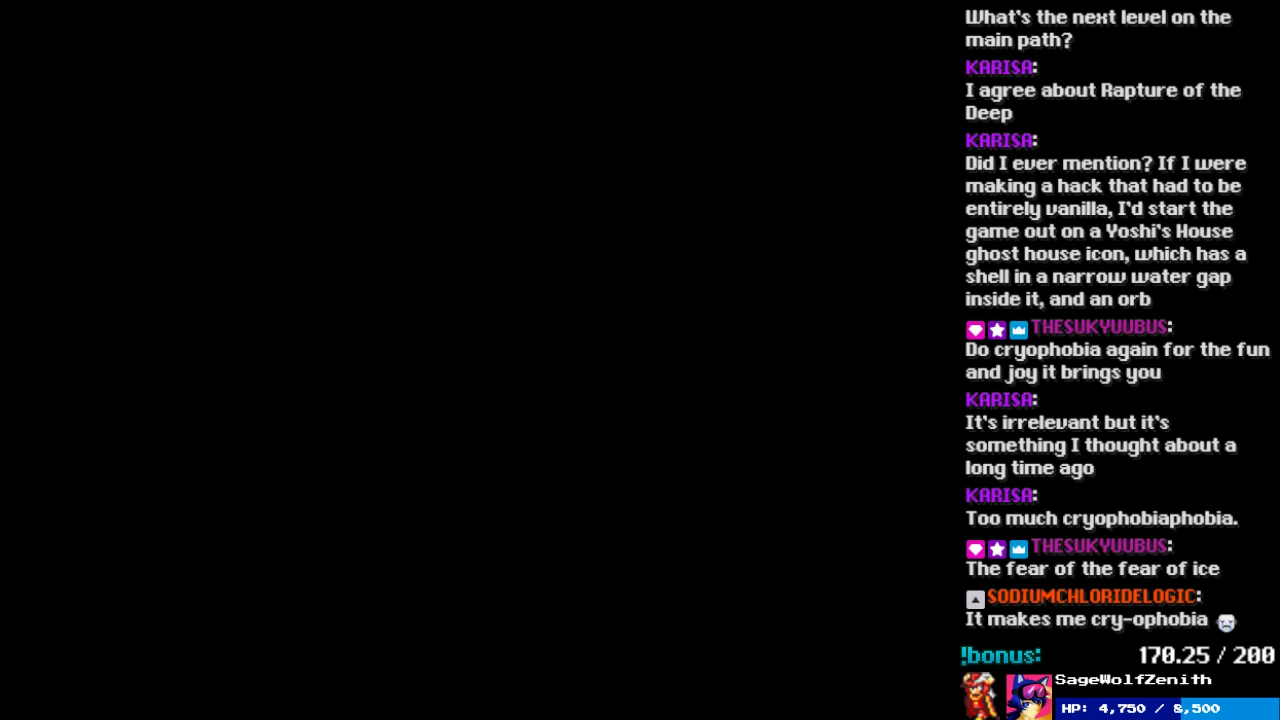 What's the next level on the
main path?
KARISA:
I agree about Rapture of the
Deep
KARISA:
Did I ever mention? If I were
making a hack that had to be
entirely vanilla, I'd start the
game out on a Yoshi's House
ghost house icon, which has a
shell in a narrow water gap
inside it, and an orb
THESUKYUUBUS:
Do cryophobia again for the fun
and joy it brings you
KARISA:
It's irrelevant but it's
something I thought about a
long time ago
KARISA:
Too much cryophobiaphobia.
THESUKYUUBUS:
The fear of the fear of ice
SODIUMCHLORIDELOGIC:
It makes me cry-ophobia
!bonus: 170.25 / 200
SageWolfZenith
HP: 4,750 / 8,500